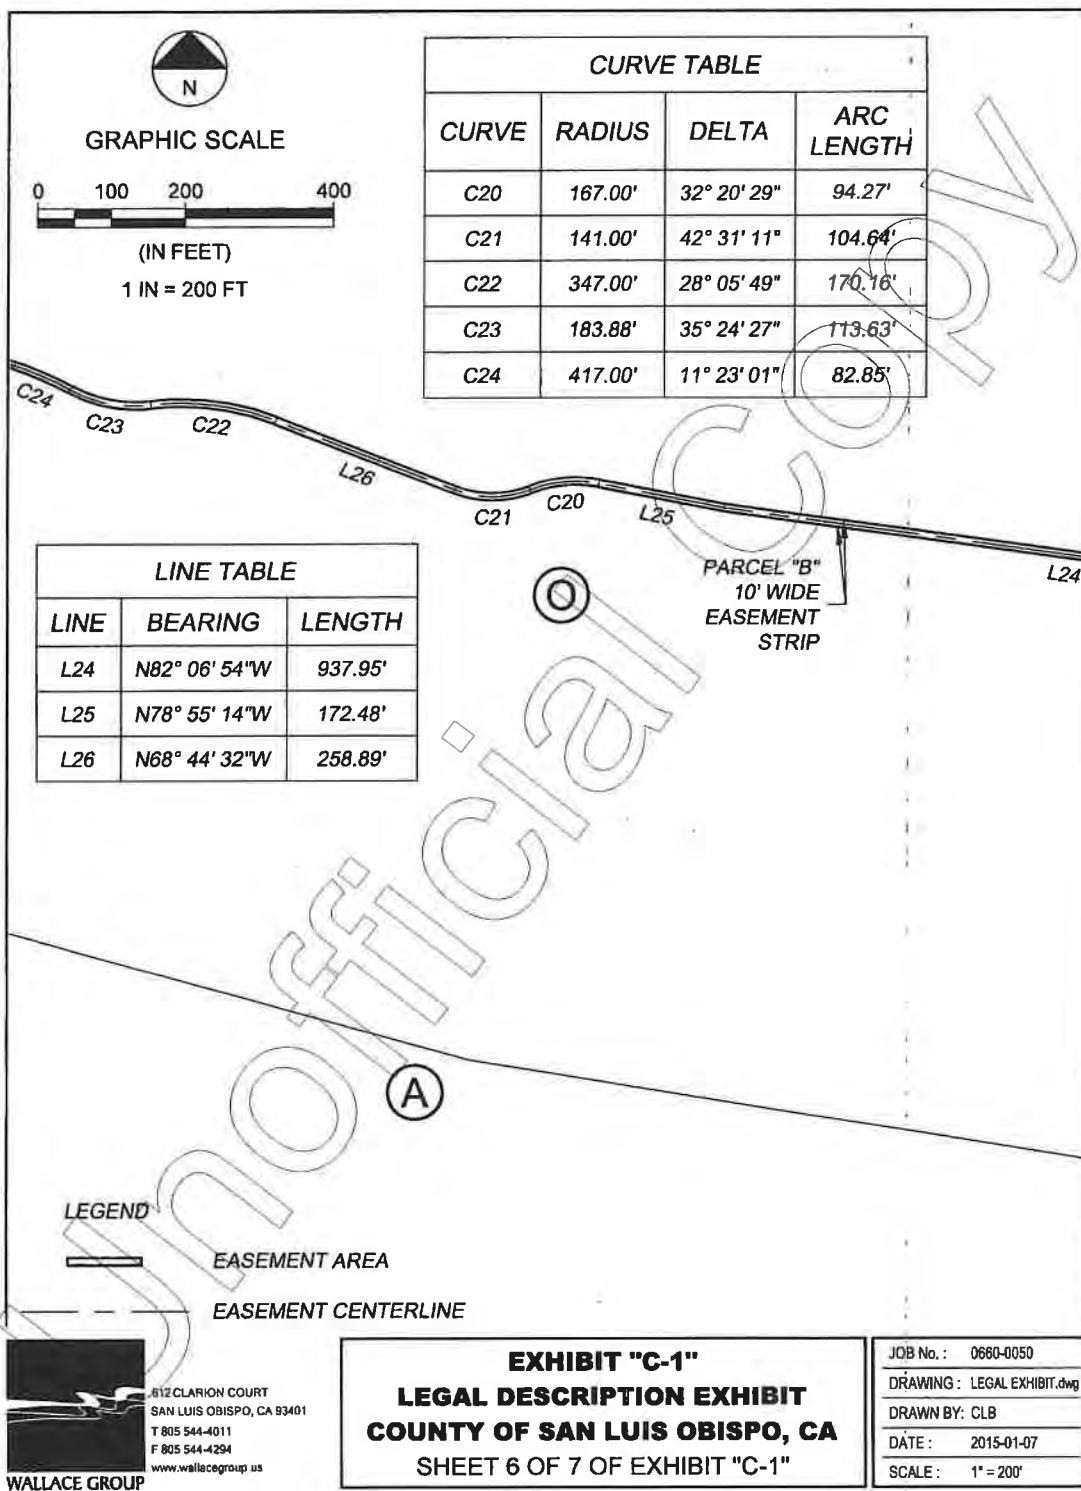 N
GRAPHIC SCALE
0 100 200 400
(IN FEET)
1 IN = 200 FT
CURVE TABLE
CURVE RADIUS DELTA ARC LENGTH
C20 167.00' 32° 20' 29" 94.27'
C21 141.00' 42° 31' 11" 104.64'
C22 347.00' 28° 05' 49" 170.16'
C23 183.88' 35° 24' 27" 113.63'
C24 417.00' 11° 23' 01" 82.85'
C24
C23
C22
L26
C21
C20
L25
L24
PARCEL "B"
10' WIDE
EASEMENT
STRIP
O
LINE TABLE
LINE BEARING LENGTH
L24 N82° 06' 54"W 937.95'
L25 N78° 55' 14"W 172.48'
L26 N68° 44' 32"W 258.89'
A
Unofficial Copy
LEGEND
EASEMENT AREA
EASEMENT CENTERLINE
WALLACE GROUP
612 CLARION COURT
SAN LUIS OBISPO, CA 93401
T 805 544-4011
F 805 544-4294
www.wallacegroup.us
EXHIBIT "C-1"
LEGAL DESCRIPTION EXHIBIT
COUNTY OF SAN LUIS OBISPO, CA
SHEET 6 OF 7 OF EXHIBIT "C-1"
JOB No. : 0660-0050
DRAWING : LEGAL EXHIBIT.dwg
DRAWN BY: CLB
DATE : 2015-01-07
SCALE : 1" = 200'